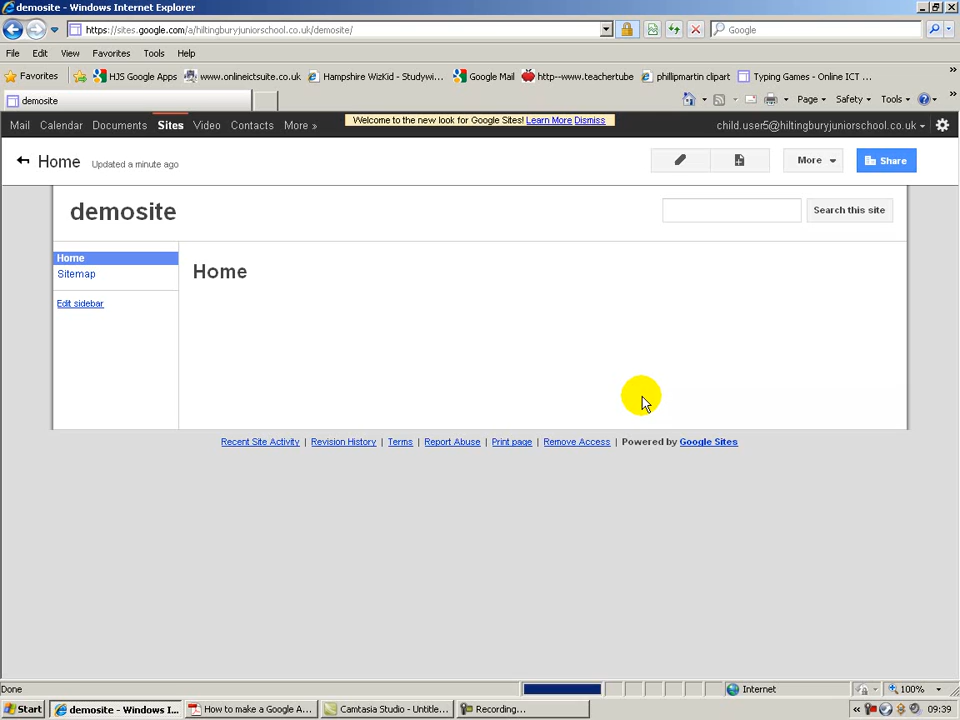 demosite - Windows Internet Explorer
https://sites.google.com/a/hiltingburyjuniorschool.co.uk/demosite/
Google
File Edit View Favorites Tools Help
Favorites HJS Google Apps www.onlineictsuite.co.uk Hampshire WizKid - Studywi... Google Mail http--www.teachertube phillipmartin clipart Typing Games - Online ICT ...
demosite
Page Safety Tools
Mail Calendar Documents Sites Video Contacts More »
Welcome to the new look for Google Sites! Learn More Dismiss
child.user5@hiltingburyjuniorschool.co.uk
Home Updated a minute ago
More
Share
demosite
Search this site
Home
Sitemap
Edit sidebar
Home
Recent Site Activity | Revision History | Terms | Report Abuse | Print page | Remove Access | Powered by Google Sites
Done
Internet
100%
Start
demosite - Windows I...
How to make a Google A...
Camtasia Studio - Untitle...
Recording...
09:39